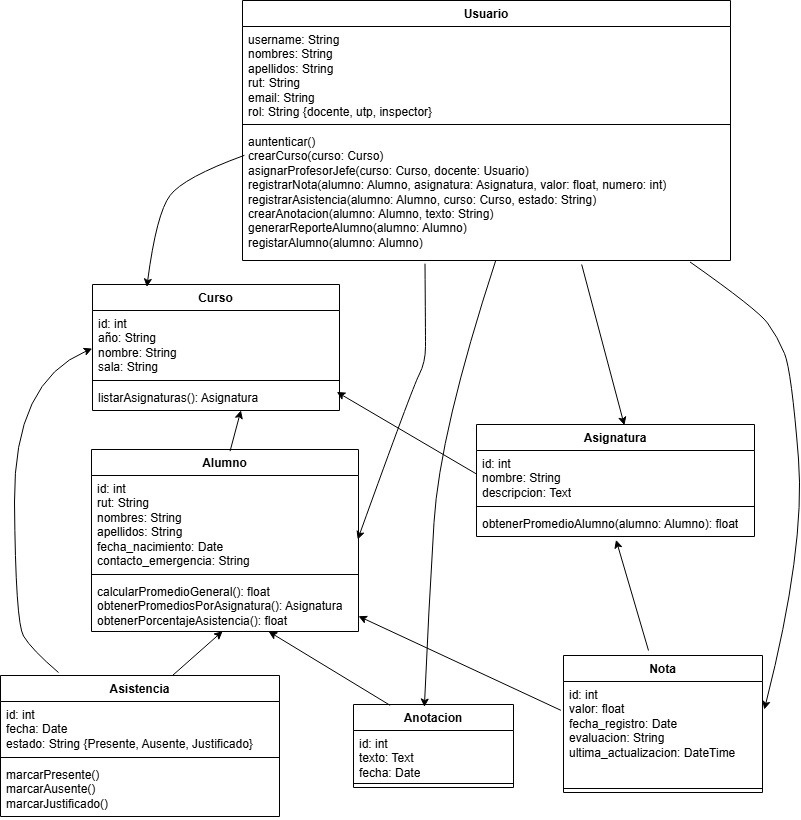 Usuario
username: String
nombres: String
apellidos: String
rut: String
email: String
rol: String {docente, utp, inspector}
auntenticar()
crearCurso(curso: Curso)
asignarProfesorJefe(curso: Curso, docente: Usuario)
registrarNota(alumno: Alumno, asignatura: Asignatura, valor: float, numero: int)
registrarAsistencia(alumno: Alumno, curso: Curso, estado: String)
crearAnotacion(alumno: Alumno, texto: String)
generarReporteAlumno(alumno: Alumno)
registarAlumno(alumno: Alumno)
Curso
id: int
año: String
nombre: String
sala: String
listarAsignaturas(): Asignatura
Asignatura
id: int
nombre: String
descripcion: Text
obtenerPromedioAlumno(alumno: Alumno): float
Alumno
id: int
rut: String
nombres: String
apellidos: String
fecha_nacimiento: Date
contacto_emergencia: String
calcularPromedioGeneral(): float
obtenerPromediosPorAsignatura(): Asignatura
obtenerPorcentajeAsistencia(): float
Asistencia
id: int
fecha: Date
estado: String {Presente, Ausente, Justificado}
marcarPresente()
marcarAusente()
marcarJustificado()
Anotacion
id: int
texto: Text
fecha: Date
Nota
id: int
valor: float
fecha_registro: Date
evaluacion: String
ultima_actualizacion: DateTime